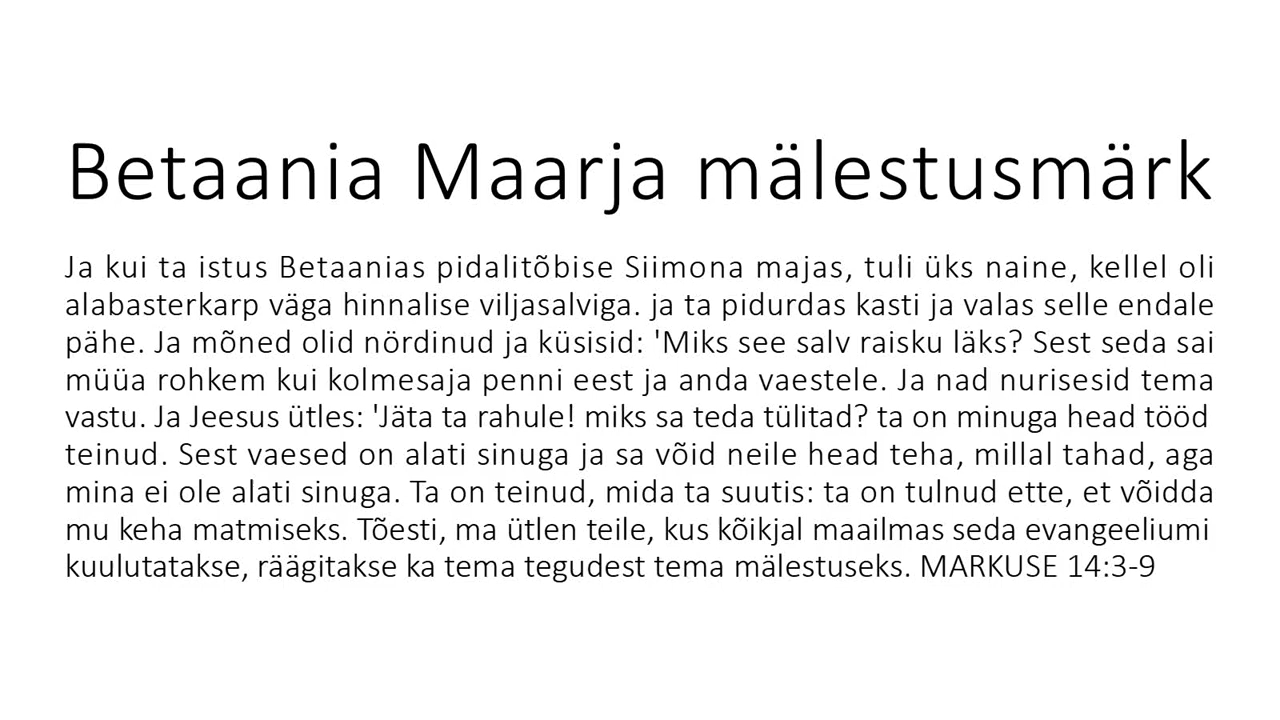 Betaania Maarja mälestusmärk
Ja kui ta istus Betaanias pidalitõbise Siimona majas, tuli üks naine, kellel oli
alabasterkarp väga hinnalise viljasalviga. ja ta pidurdas kasti ja valas selle endale
pähe. Ja mõned olid nördinud ja küsisid: 'Miks see salv raisku läks? Sest seda sai
müüa rohkem kui kolmesaja penni eest ja anda vaestele. Ja nad nurisesid tema
vastu. Ja Jeesus ütles: 'Jäta ta rahule! miks sa teda tülitad? ta on minuga head tööd
teinud. Sest vaesed on alati sinuga ja sa võid neile head teha, millal tahad, aga
mina ei ole alati sinuga. Ta on teinud, mida ta suutis: ta on tulnud ette, et võidda
mu keha matmiseks. Tõesti, ma ütlen teile, kus kõikjal maailmas seda evangeeliumi
kuulutatakse, räägitakse ka tema tegudest tema mälestuseks. MARKUSE 14:3-9